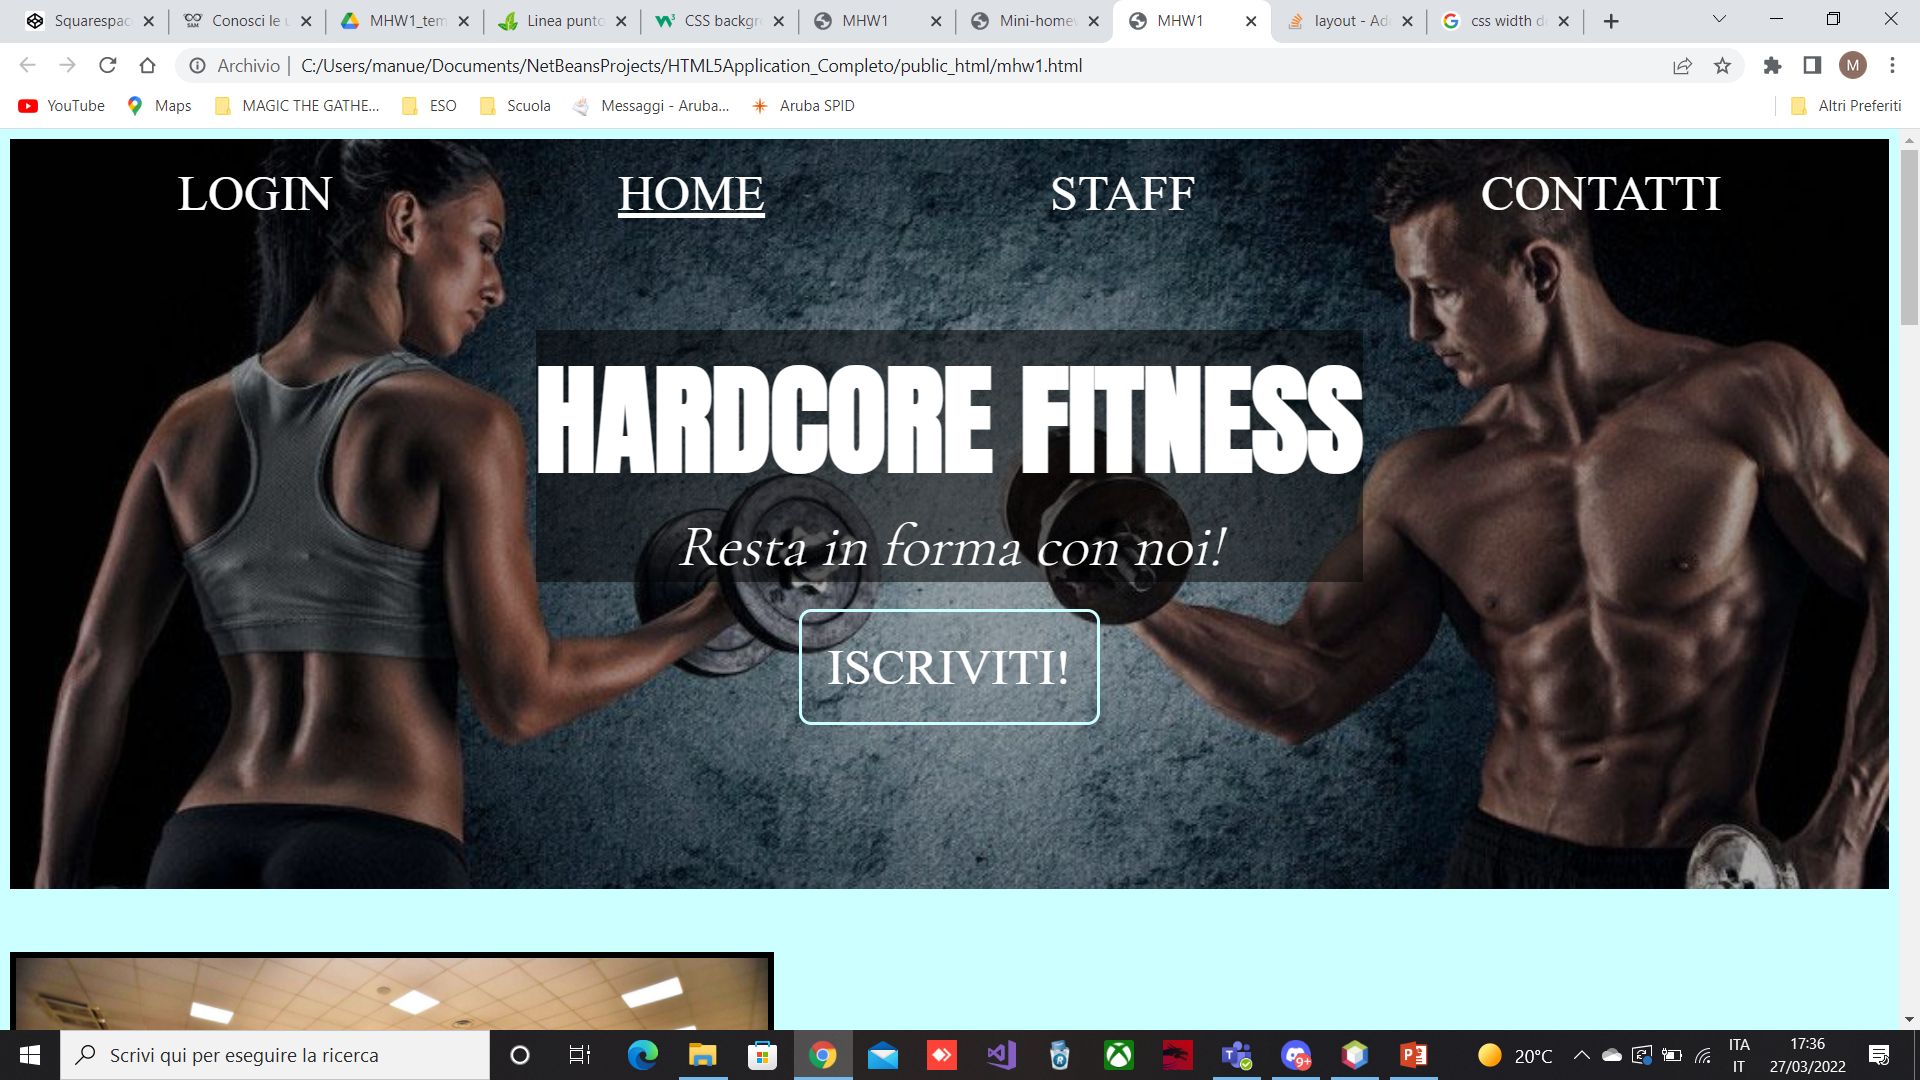 Squarespac
Conosci le u
MHW1_tem
Linea punto
CSS backgr
MHW1
Mini-homew
MHW1
layout - Ad
css width d
Archivio
C:/Users/manue/Documents/NetBeansProjects/HTML5Application_Completo/public_html/mhw1.html
M
YouTube
Maps
MAGIC THE GATHE...
ESO
Scuola
Messaggi - Aruba...
Aruba SPID
Altri Preferiti
LOGIN
HOME
STAFF
CONTATTI
HARDCORE FITNESS
Resta in forma con noi!
ISCRIVITI!
Scrivi qui per eseguire la ricerca
9+
20°C
ITA
IT
17:36
27/03/2022